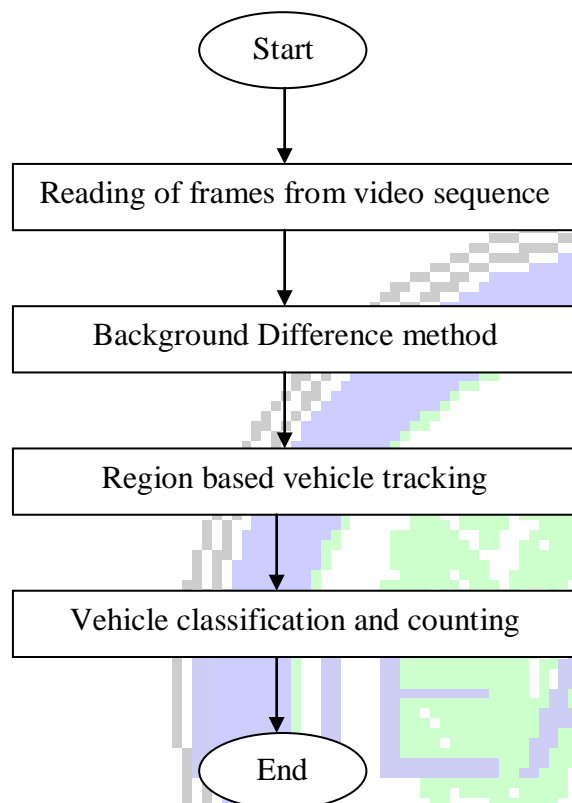 Start
Reading of frames from video sequence
Background Difference method
Region based vehicle tracking
Vehicle classification and counting
End